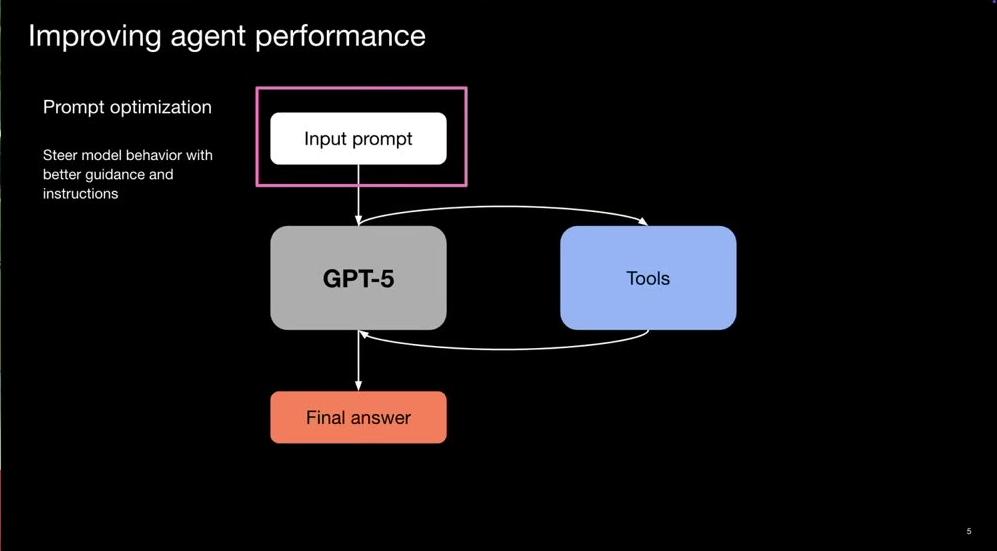 Improving agent performance
Prompt optimization
Steer model behavior with
better guidance and
instructions
Input prompt
GPT-5
Tools
Final answer
5